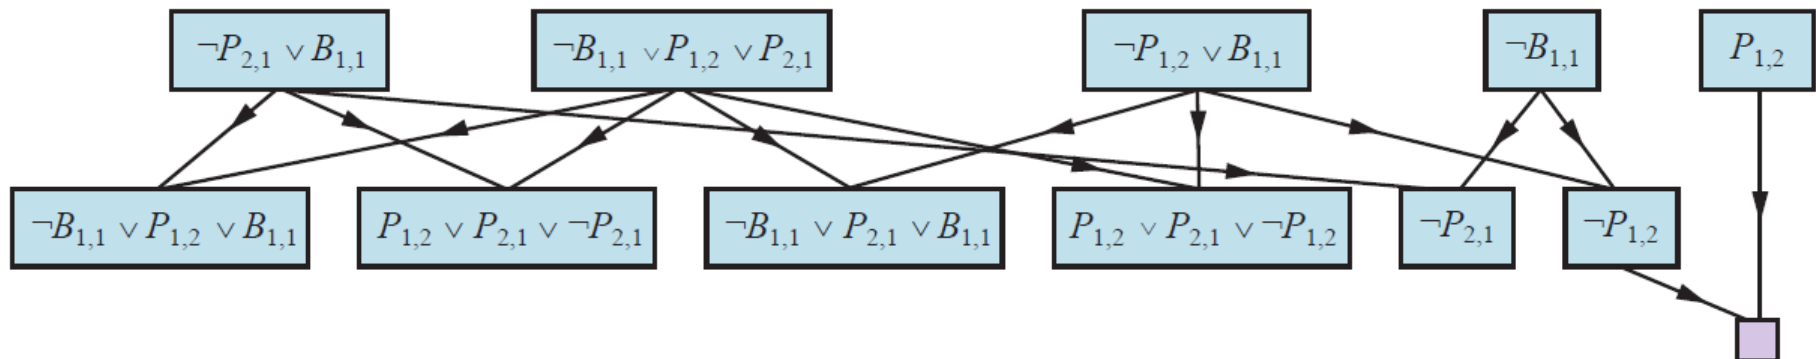 ¬P2,1 ∨ B1,1
¬B1,1 ∨ P1,2 ∨ P2,1
¬P1,2 ∨ B1,1
¬B1,1
P1,2
¬B1,1 ∨ P1,2 ∨ B1,1
P1,2 ∨ P2,1 ∨ ¬P2,1
¬B1,1 ∨ P2,1 ∨ B1,1
P1,2 ∨ P2,1 ∨ ¬P1,2
¬P2,1
¬P1,2